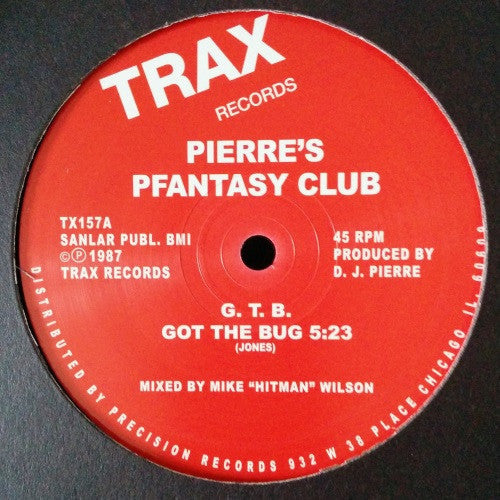 TRAX
RECORDS
PIERRE'S
PFANTASY CLUB
TX157A
SANLAR PUBL. BMI
©℗1987
TRAX RECORDS
45 RPM
PRODUCED BY
D. J. PIERRE
G. T. B.
GOT THE BUG 5:23
(JONES)
MIXED BY MIKE "HITMAN" WILSON
DISTRIBUTED BY PRECISION RECORDS 932 W 38 PLACE CHICAGO IL. 60609